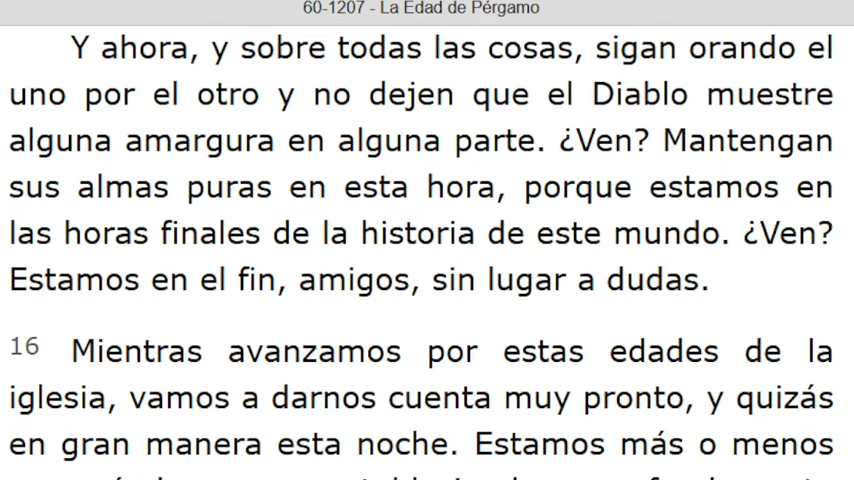 60-1207 - La Edad de Pérgamo
Y ahora, y sobre todas las cosas, sigan orando el
uno por el otro y no dejen que el Diablo muestre
alguna amargura en alguna parte. ¿Ven? Mantengan
sus almas puras en esta hora, porque estamos en
las horas finales de la historia de este mundo. ¿Ven?
Estamos en el fin, amigos, sin lugar a dudas.
16 Mientras avanzamos por estas edades de la
iglesia, vamos a darnos cuenta muy pronto, y quizás
en gran manera esta noche. Estamos más o menos